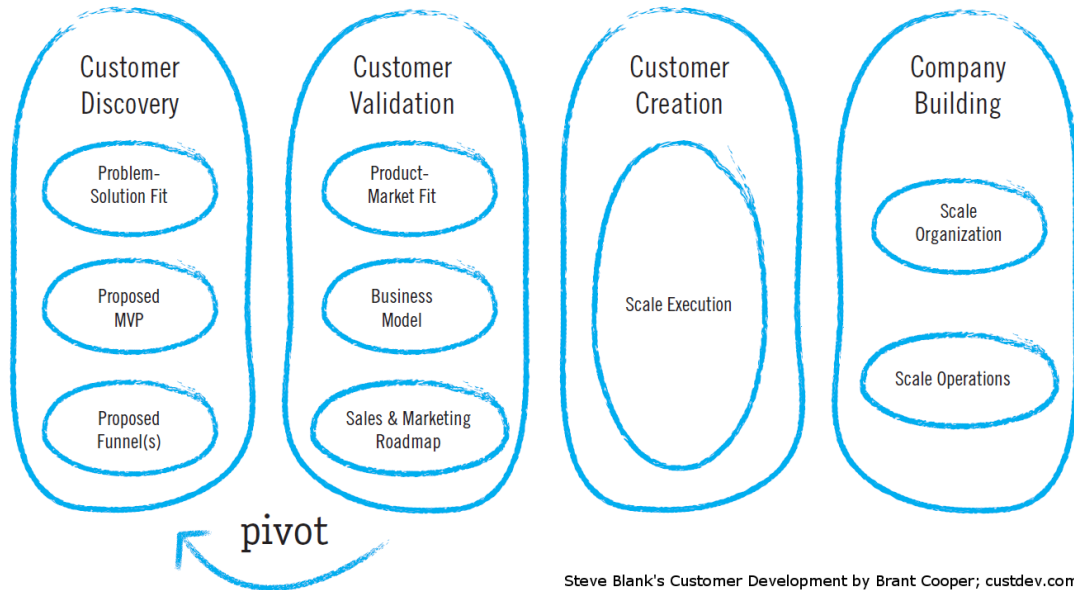 Customer
Discovery
Problem-
Solution Fit
Proposed
MVP
Proposed
Funnel(s)
Customer
Validation
Product-
Market Fit
Business
Model
Sales & Marketing
Roadmap
Customer
Creation
Scale Execution
Company
Building
Scale
Organization
Scale Operations
pivot
Steve Blank's Customer Development by Brant Cooper; custdev.com